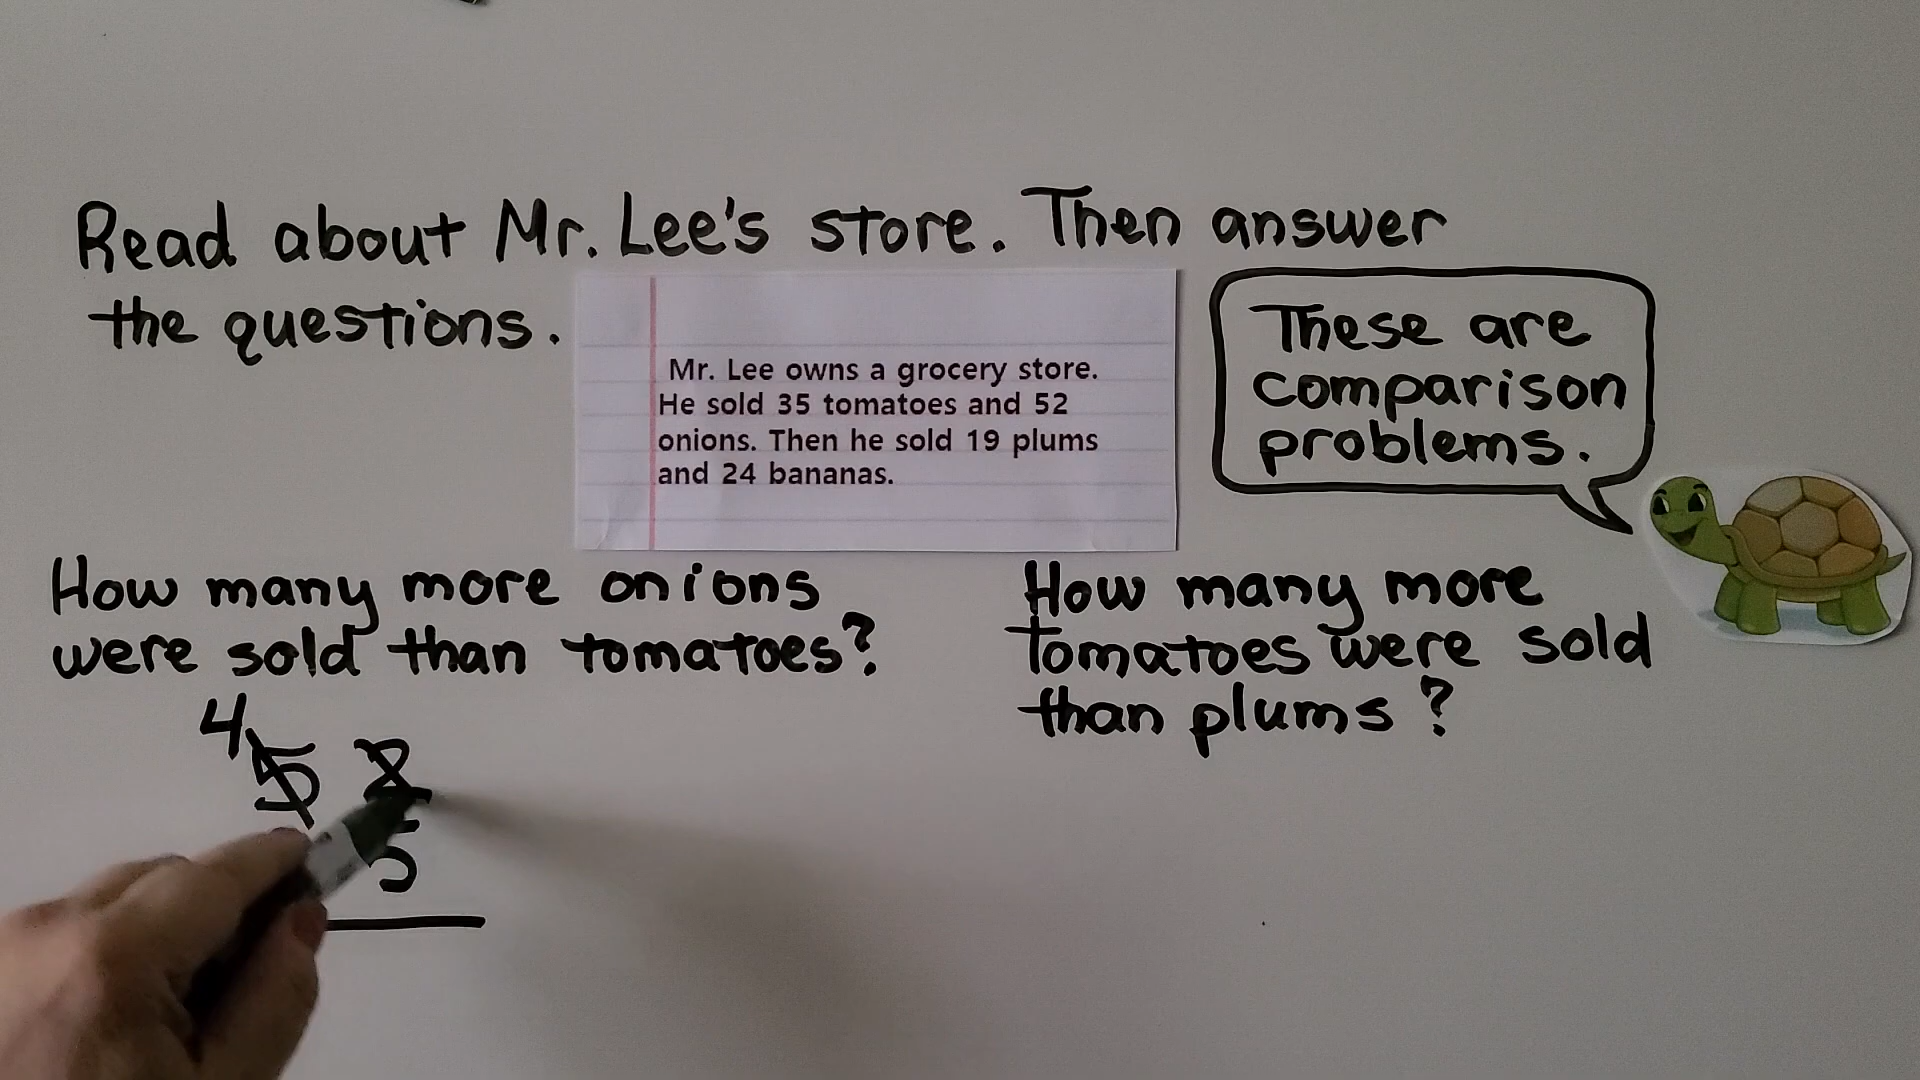 Read about Mr. Lee's store. Then answer
the questions.
Mr. Lee owns a grocery store.
He sold 35 tomatoes and 52
onions. Then he sold 19 plums
and 24 bananas.
These are
comparison
problems.
How many more onions
were sold than tomatoes?
4
5 2
5
How many more
tomatoes were sold
than plums?